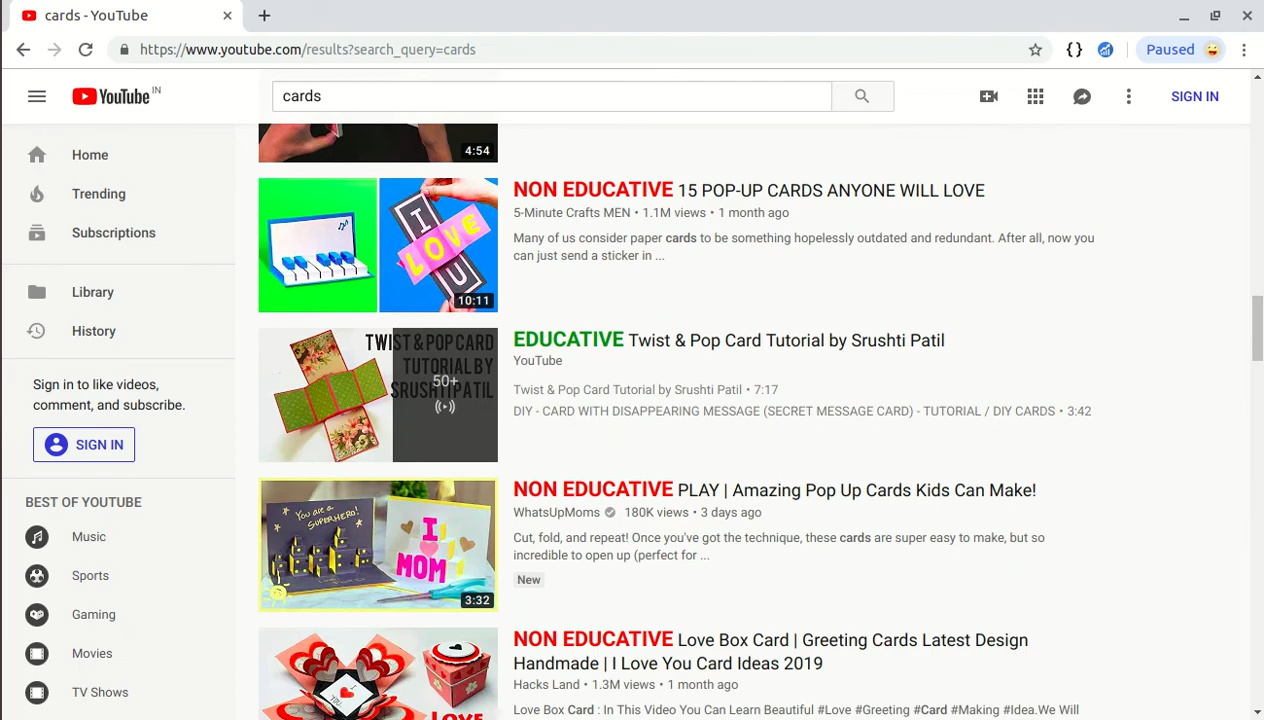 cards - YouTube
https://www.youtube.com/results?search_query=cards
Paused
YouTube IN
cards
SIGN IN
Home
Trending
Subscriptions
Library
History
Sign in to like videos,
comment, and subscribe.
SIGN IN
BEST OF YOUTUBE
Music
Sports
Gaming
Movies
TV Shows
4:54
I
LOVE
U
10:11
NON EDUCATIVE 15 POP-UP CARDS ANYONE WILL LOVE
5-Minute Crafts MEN • 1.1M views • 1 month ago
Many of us consider paper cards to be something hopelessly outdated and redundant. After all, now you
can just send a sticker in ...
TWIST & POP CARD
TUTORIAL BY
SRUSHTI PATIL
50+
EDUCATIVE Twist & Pop Card Tutorial by Srushti Patil
YouTube
Twist & Pop Card Tutorial by Srushti Patil • 7:17
DIY - CARD WITH DISAPPEARING MESSAGE (SECRET MESSAGE CARD) - TUTORIAL / DIY CARDS • 3:42
You are a
SUPERHERO!
I
MOM
3:32
NON EDUCATIVE PLAY | Amazing Pop Up Cards Kids Can Make!
WhatsUpMoms 180K views • 3 days ago
Cut, fold, and repeat! Once you've got the technique, these cards are super easy to make, but so
incredible to open up (perfect for ...
New
LOVE
NON EDUCATIVE Love Box Card | Greeting Cards Latest Design
Handmade | I Love You Card Ideas 2019
Hacks Land • 1.3M views • 1 month ago
Love Box Card : In This Video You Can Learn Beautiful #Love #Greeting #Card #Making #Idea.We Will